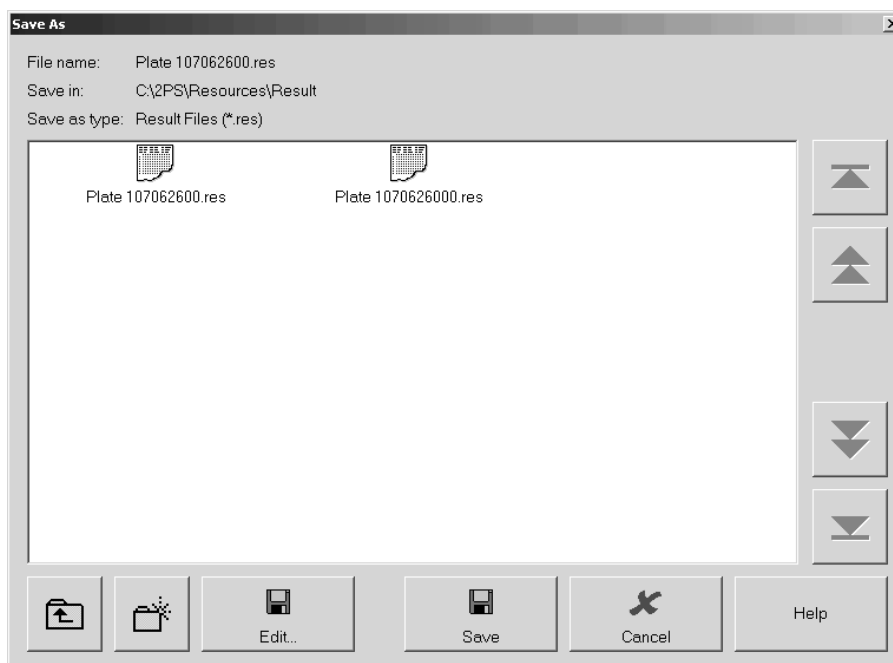 Save As
File name: Plate 107062600.res
Save in: C:\2PS\Resources\Result
Save as type: Result Files (*.res)
Plate 107062600.res Plate 1070626000.res
Edit... Save Cancel Help